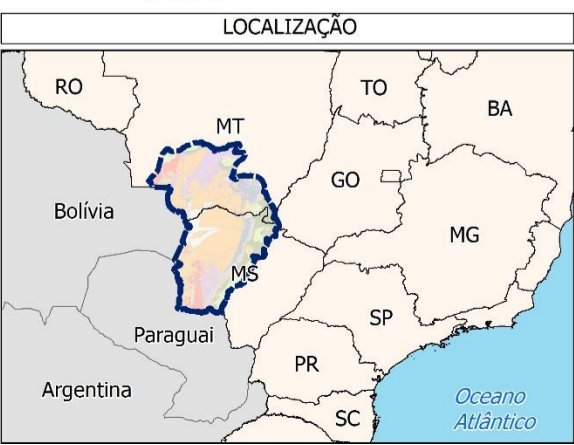 LOCALIZAÇÃO
RO
TO
BA
MT
GO
Bolívia
MG
MS
SP
Paraguai
PR
Argentina
Oceano
Atlântico
SC